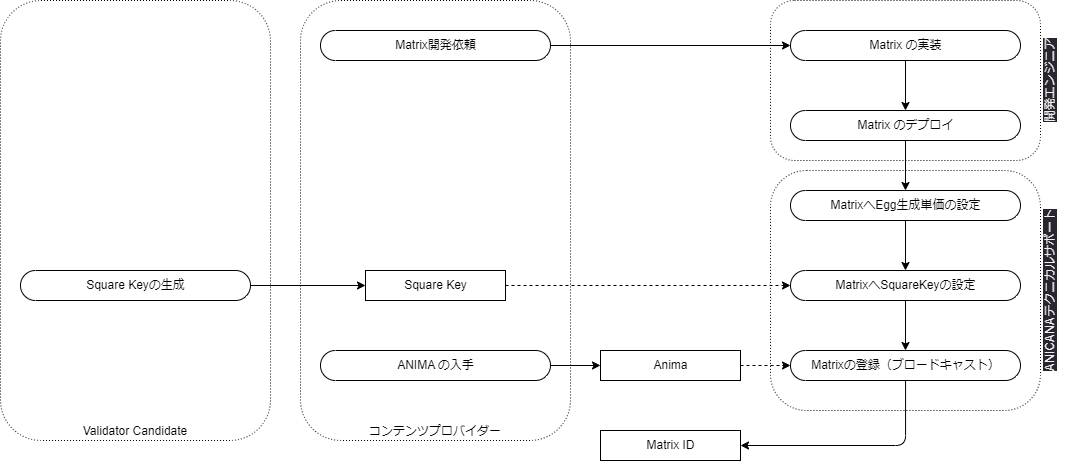 Matrix開発依頼
Matrix の実装
開発エンジニア
Matrix のデプロイ
MatrixへEgg生成単価の設定
Square Keyの生成
Square Key
MatrixへSquareKeyの設定
ANICANAテクニカルサポート
ANIMA の入手
Anima
Matrixの登録（ブロードキャスト）
Validator Candidate
コンテンツプロバイダー
Matrix ID